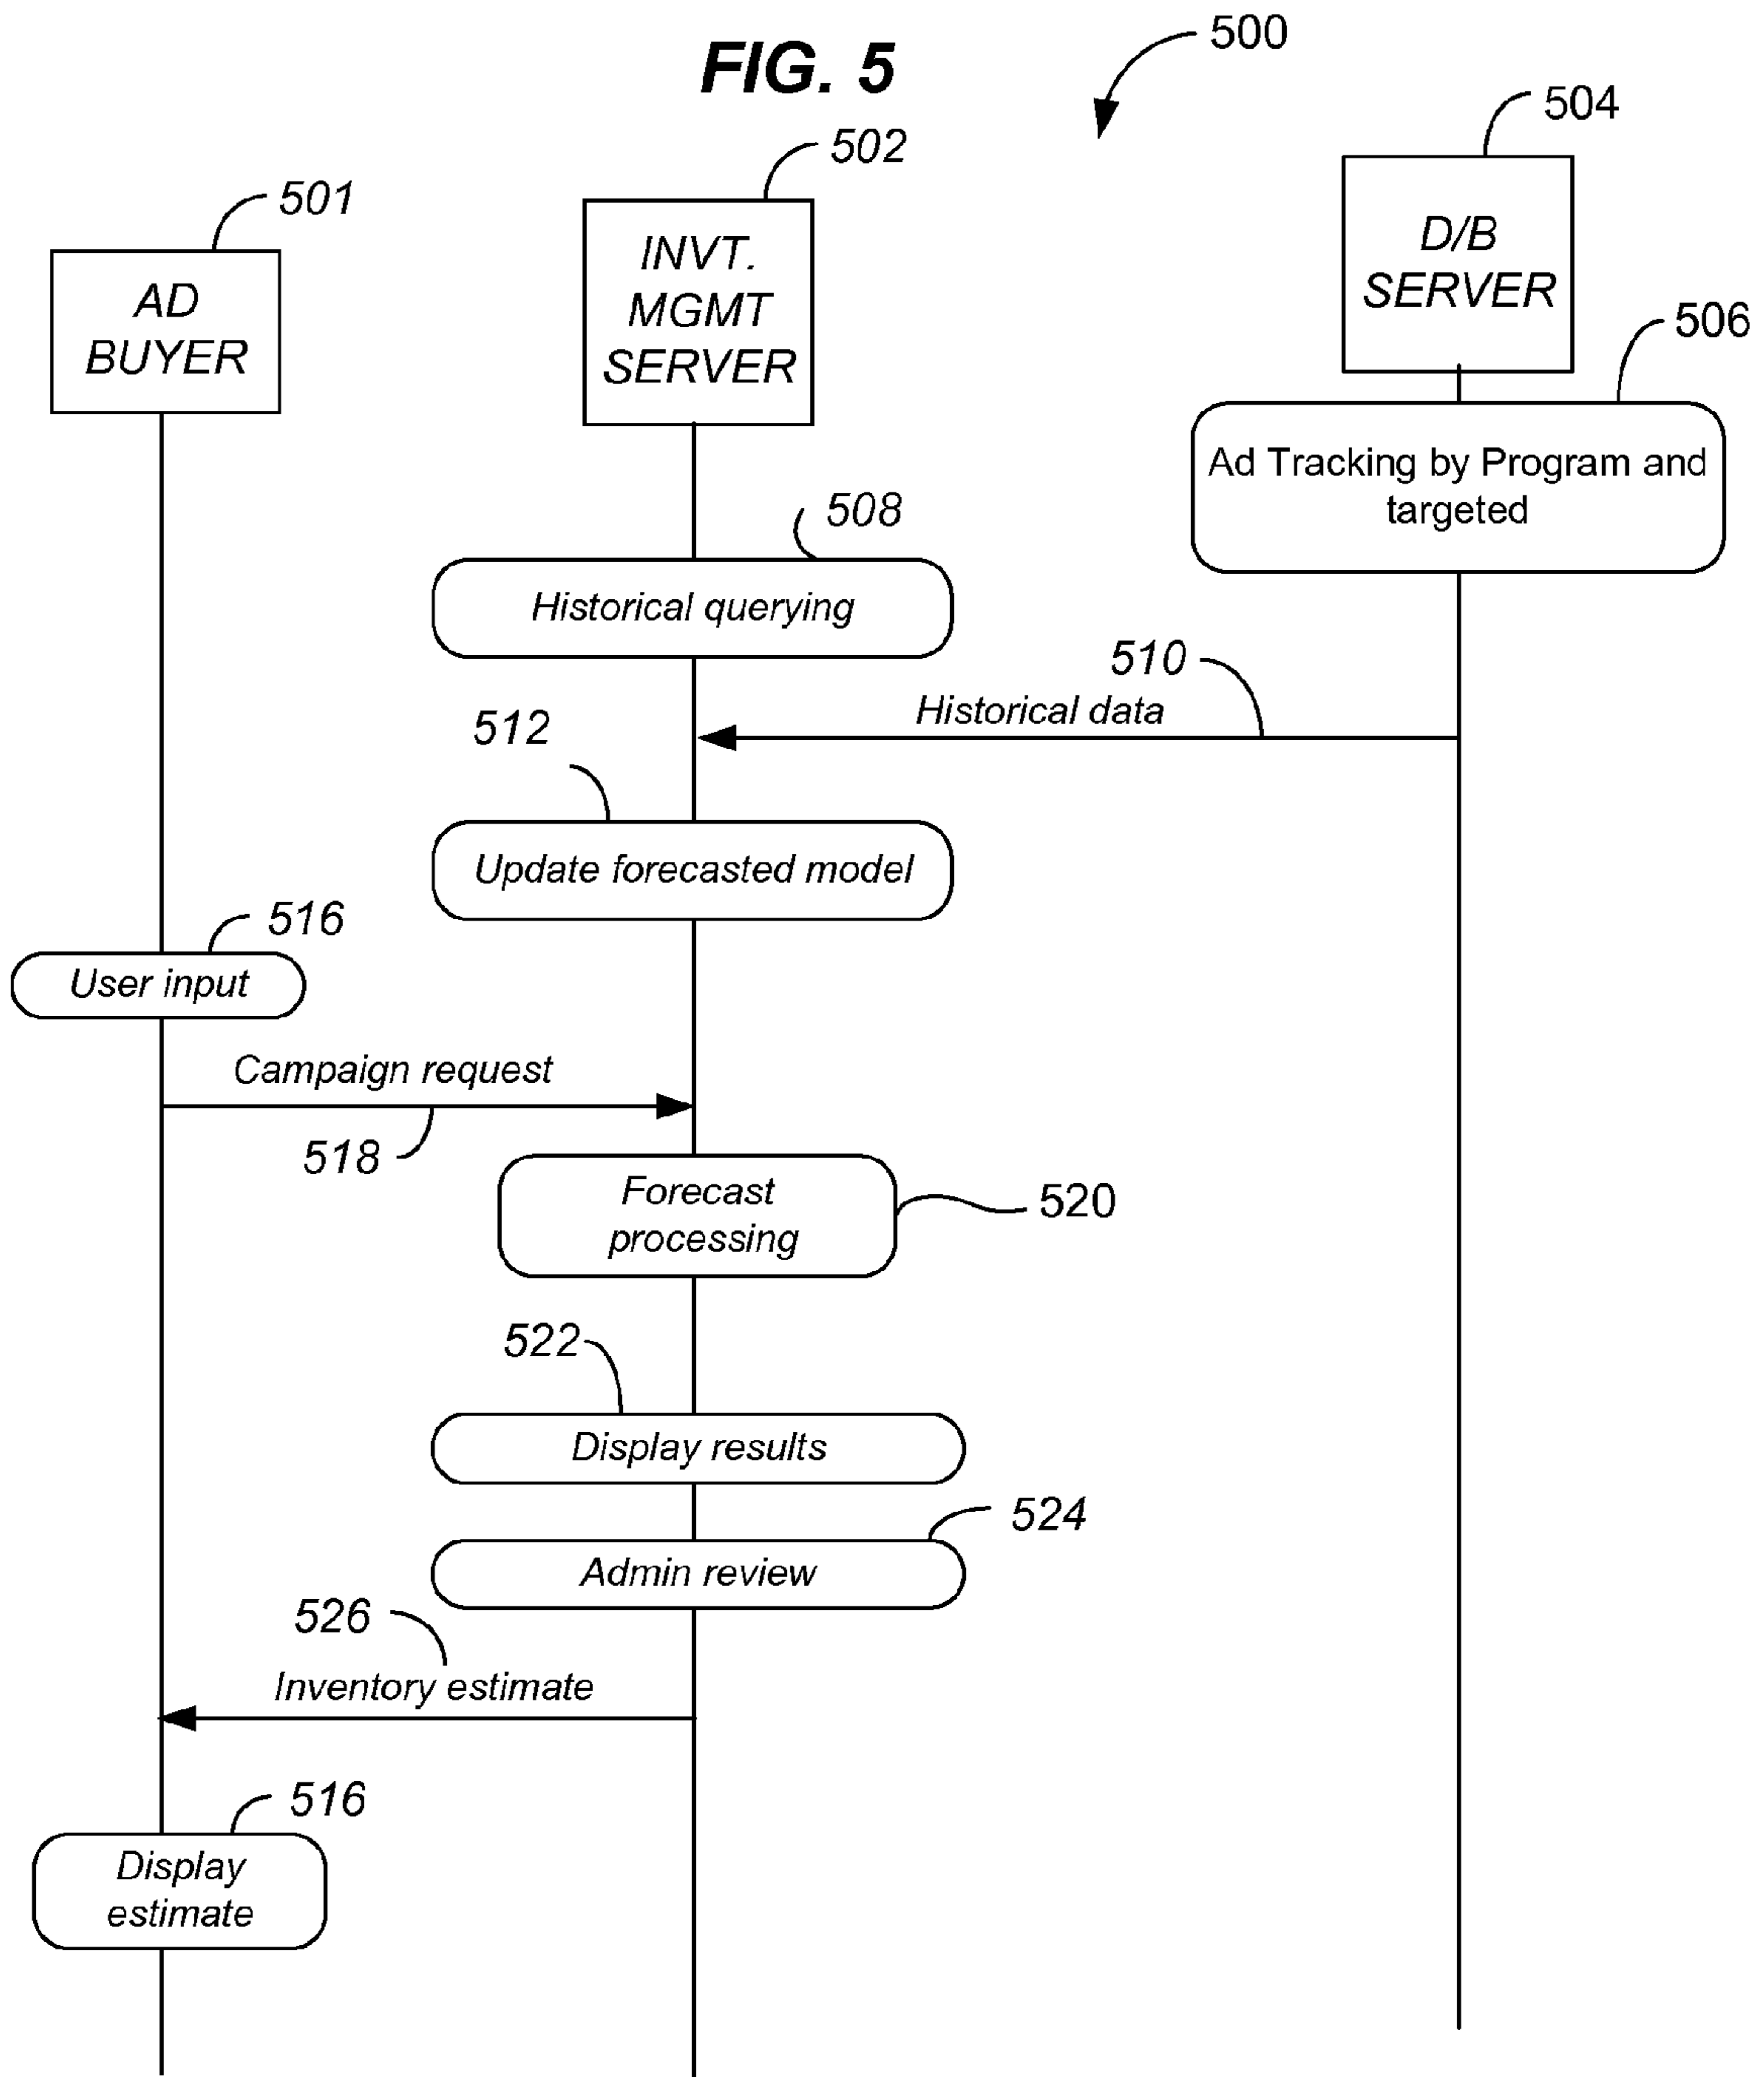 FIG. 5
500
504
502
501
D/B
SERVER
INVT.
MGMT
SERVER
AD
BUYER
506
Ad Tracking by Program and
targeted
508
Historical querying
510
Historical data
512
Update forecasted model
516
User input
Campaign request
518
Forecast
processing
520
522
Display results
524
Admin review
526
Inventory estimate
516
Display
estimate